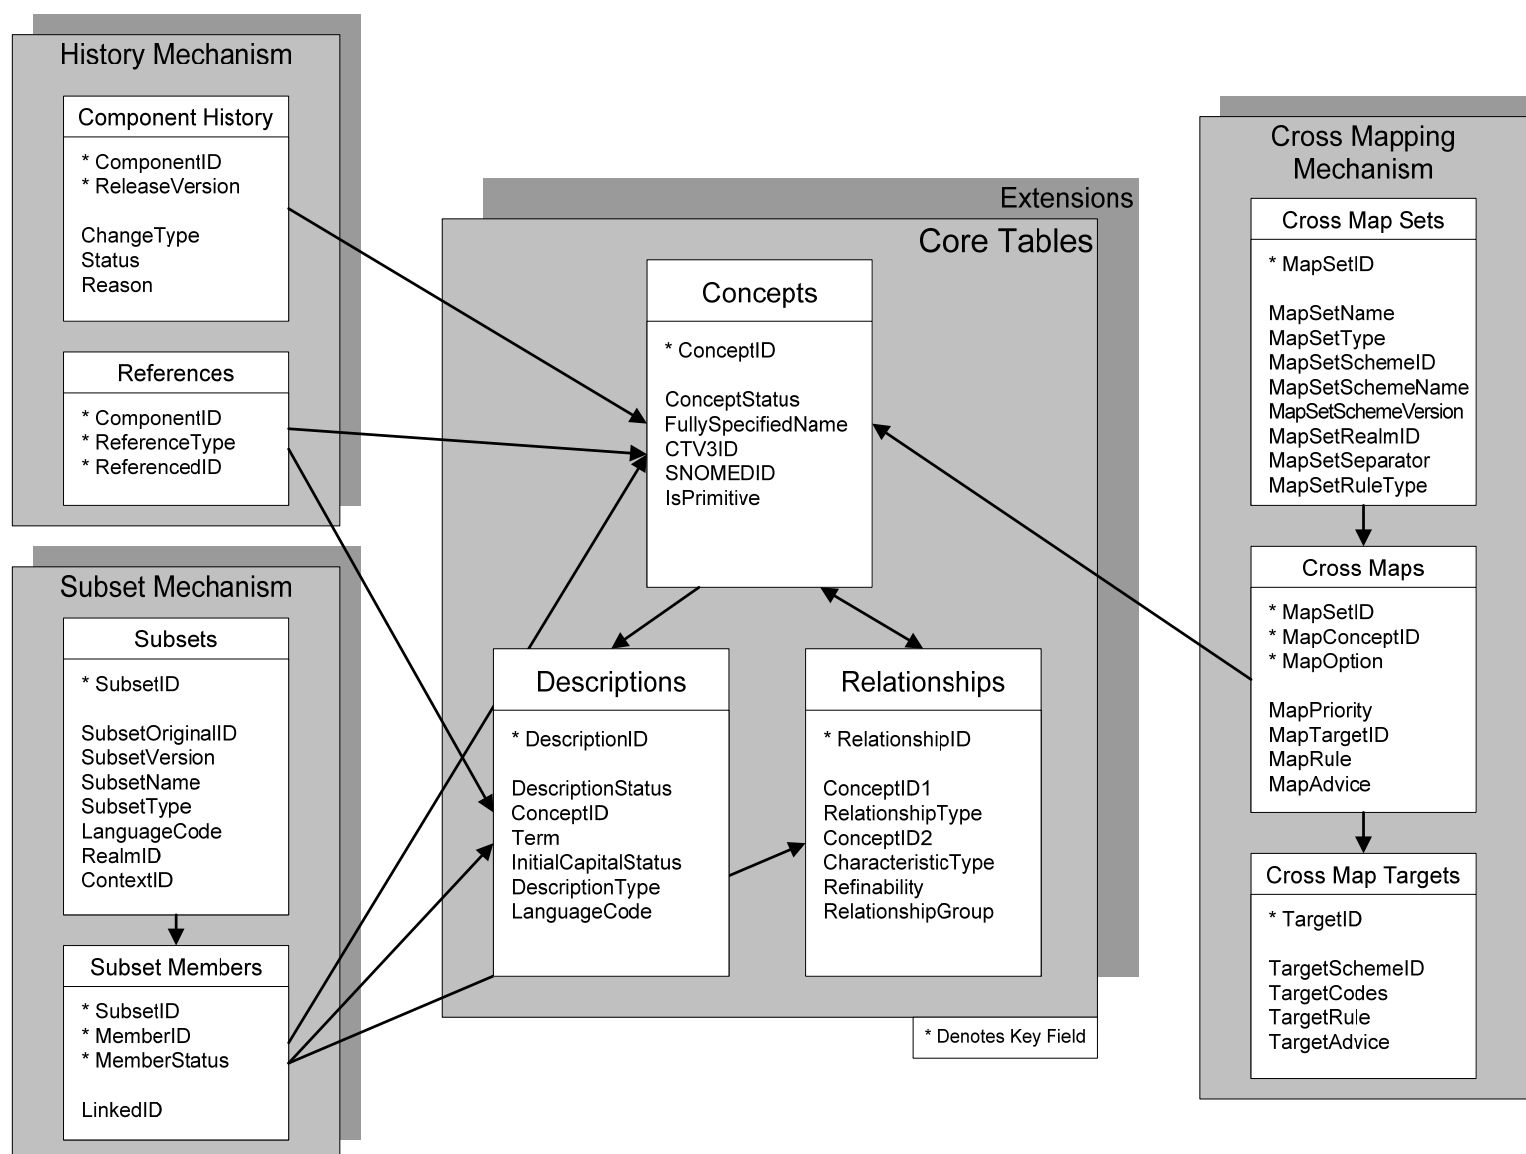 History Mechanism
Component History
* ComponentID
* ReleaseVersion
ChangeType
Status
Reason
References
* ComponentID
* ReferenceType
* ReferencedID
Subset Mechanism
Subsets
* SubsetID
SubsetOriginalID
SubsetVersion
SubsetName
SubsetType
LanguageCode
RealmID
ContextID
Subset Members
* SubsetID
* MemberID
* MemberStatus
LinkedID
Extensions
Core Tables
Concepts
* ConceptID
ConceptStatus
FullySpecifiedName
CTV3ID
SNOMEDID
IsPrimitive
Descriptions
* DescriptionID
DescriptionStatus
ConceptID
Term
InitialCapitalStatus
DescriptionType
LanguageCode
Relationships
* RelationshipID
ConceptID1
RelationshipType
ConceptID2
CharacteristicType
Refinability
RelationshipGroup
* Denotes Key Field
Cross Mapping
Mechanism
Cross Map Sets
* MapSetID
MapSetName
MapSetType
MapSetSchemeID
MapSetSchemeName
MapSetSchemeVersion
MapSetRealmID
MapSetSeparator
MapSetRuleType
Cross Maps
* MapSetID
* MapConceptID
* MapOption
MapPriority
MapTargetID
MapRule
MapAdvice
Cross Map Targets
* TargetID
TargetSchemeID
TargetCodes
TargetRule
TargetAdvice